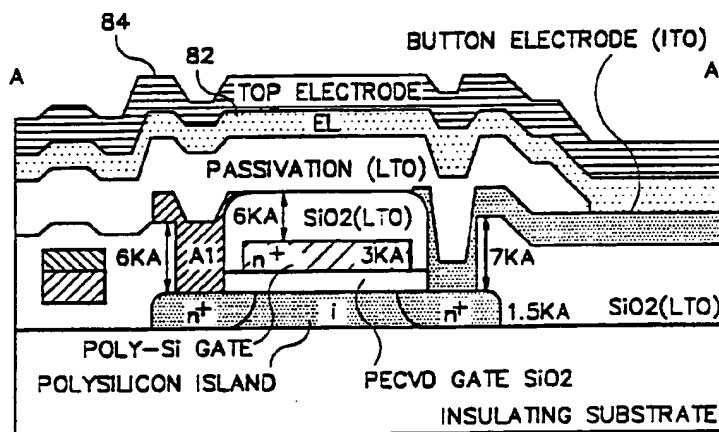 84
BUTTON ELECTRODE (ITO)
A
82
A
TOP ELECTRODE
EL
PASSIVATION (LTO)
6KA
SiO2(LTO)
6KA
A1
n+
3KA
7KA
n+
i
n+
1.5KA
SiO2(LTO)
POLY-Si GATE
POLYSILICON ISLAND
PECVD GATE SiO2
INSULATING SUBSTRATE